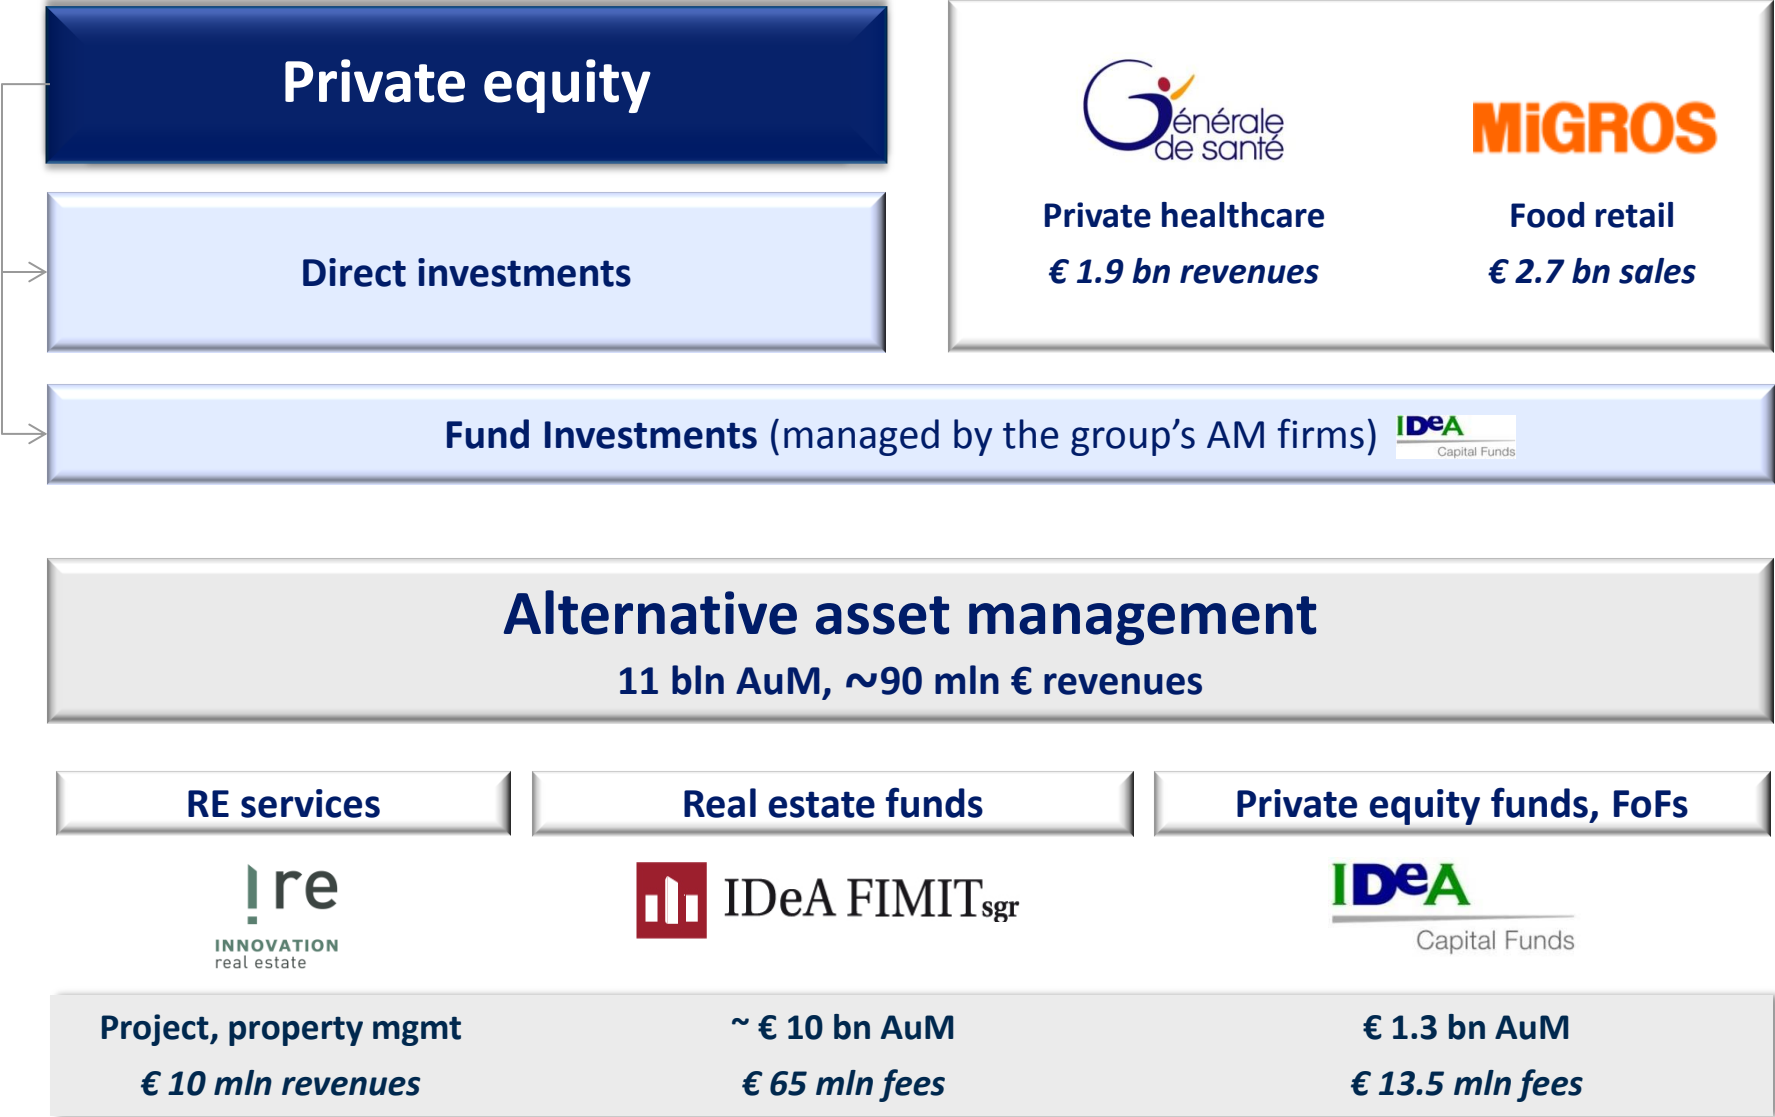 Private equity
Générale
de santé
MiGROS
Private healthcare
Food retail
€ 1.9 bn revenues
€ 2.7 bn sales
Direct investments
Fund Investments (managed by the group's AM firms)
IDeA
Capital Funds
Alternative asset management
11 bln AuM, ~90 mln € revenues
RE services
Real estate funds
Private equity funds, FoFs
!re
INNOVATION
real estate
IDeA FIMIT sgr
IDeA
Capital Funds
Project, property mgmt
~ € 10 bn AuM
€ 1.3 bn AuM
€ 10 mln revenues
€ 65 mln fees
€ 13.5 mln fees